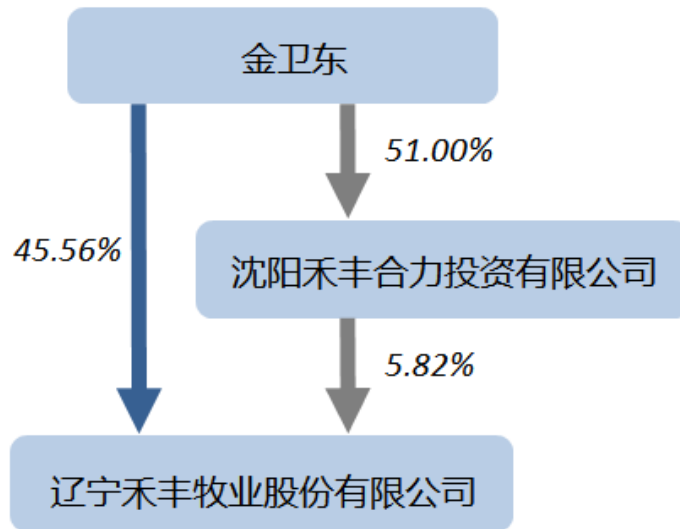 金卫东
51.00%
45.56%
沈阳禾丰合力投资有限公司
5.82%
辽宁禾丰牧业股份有限公司